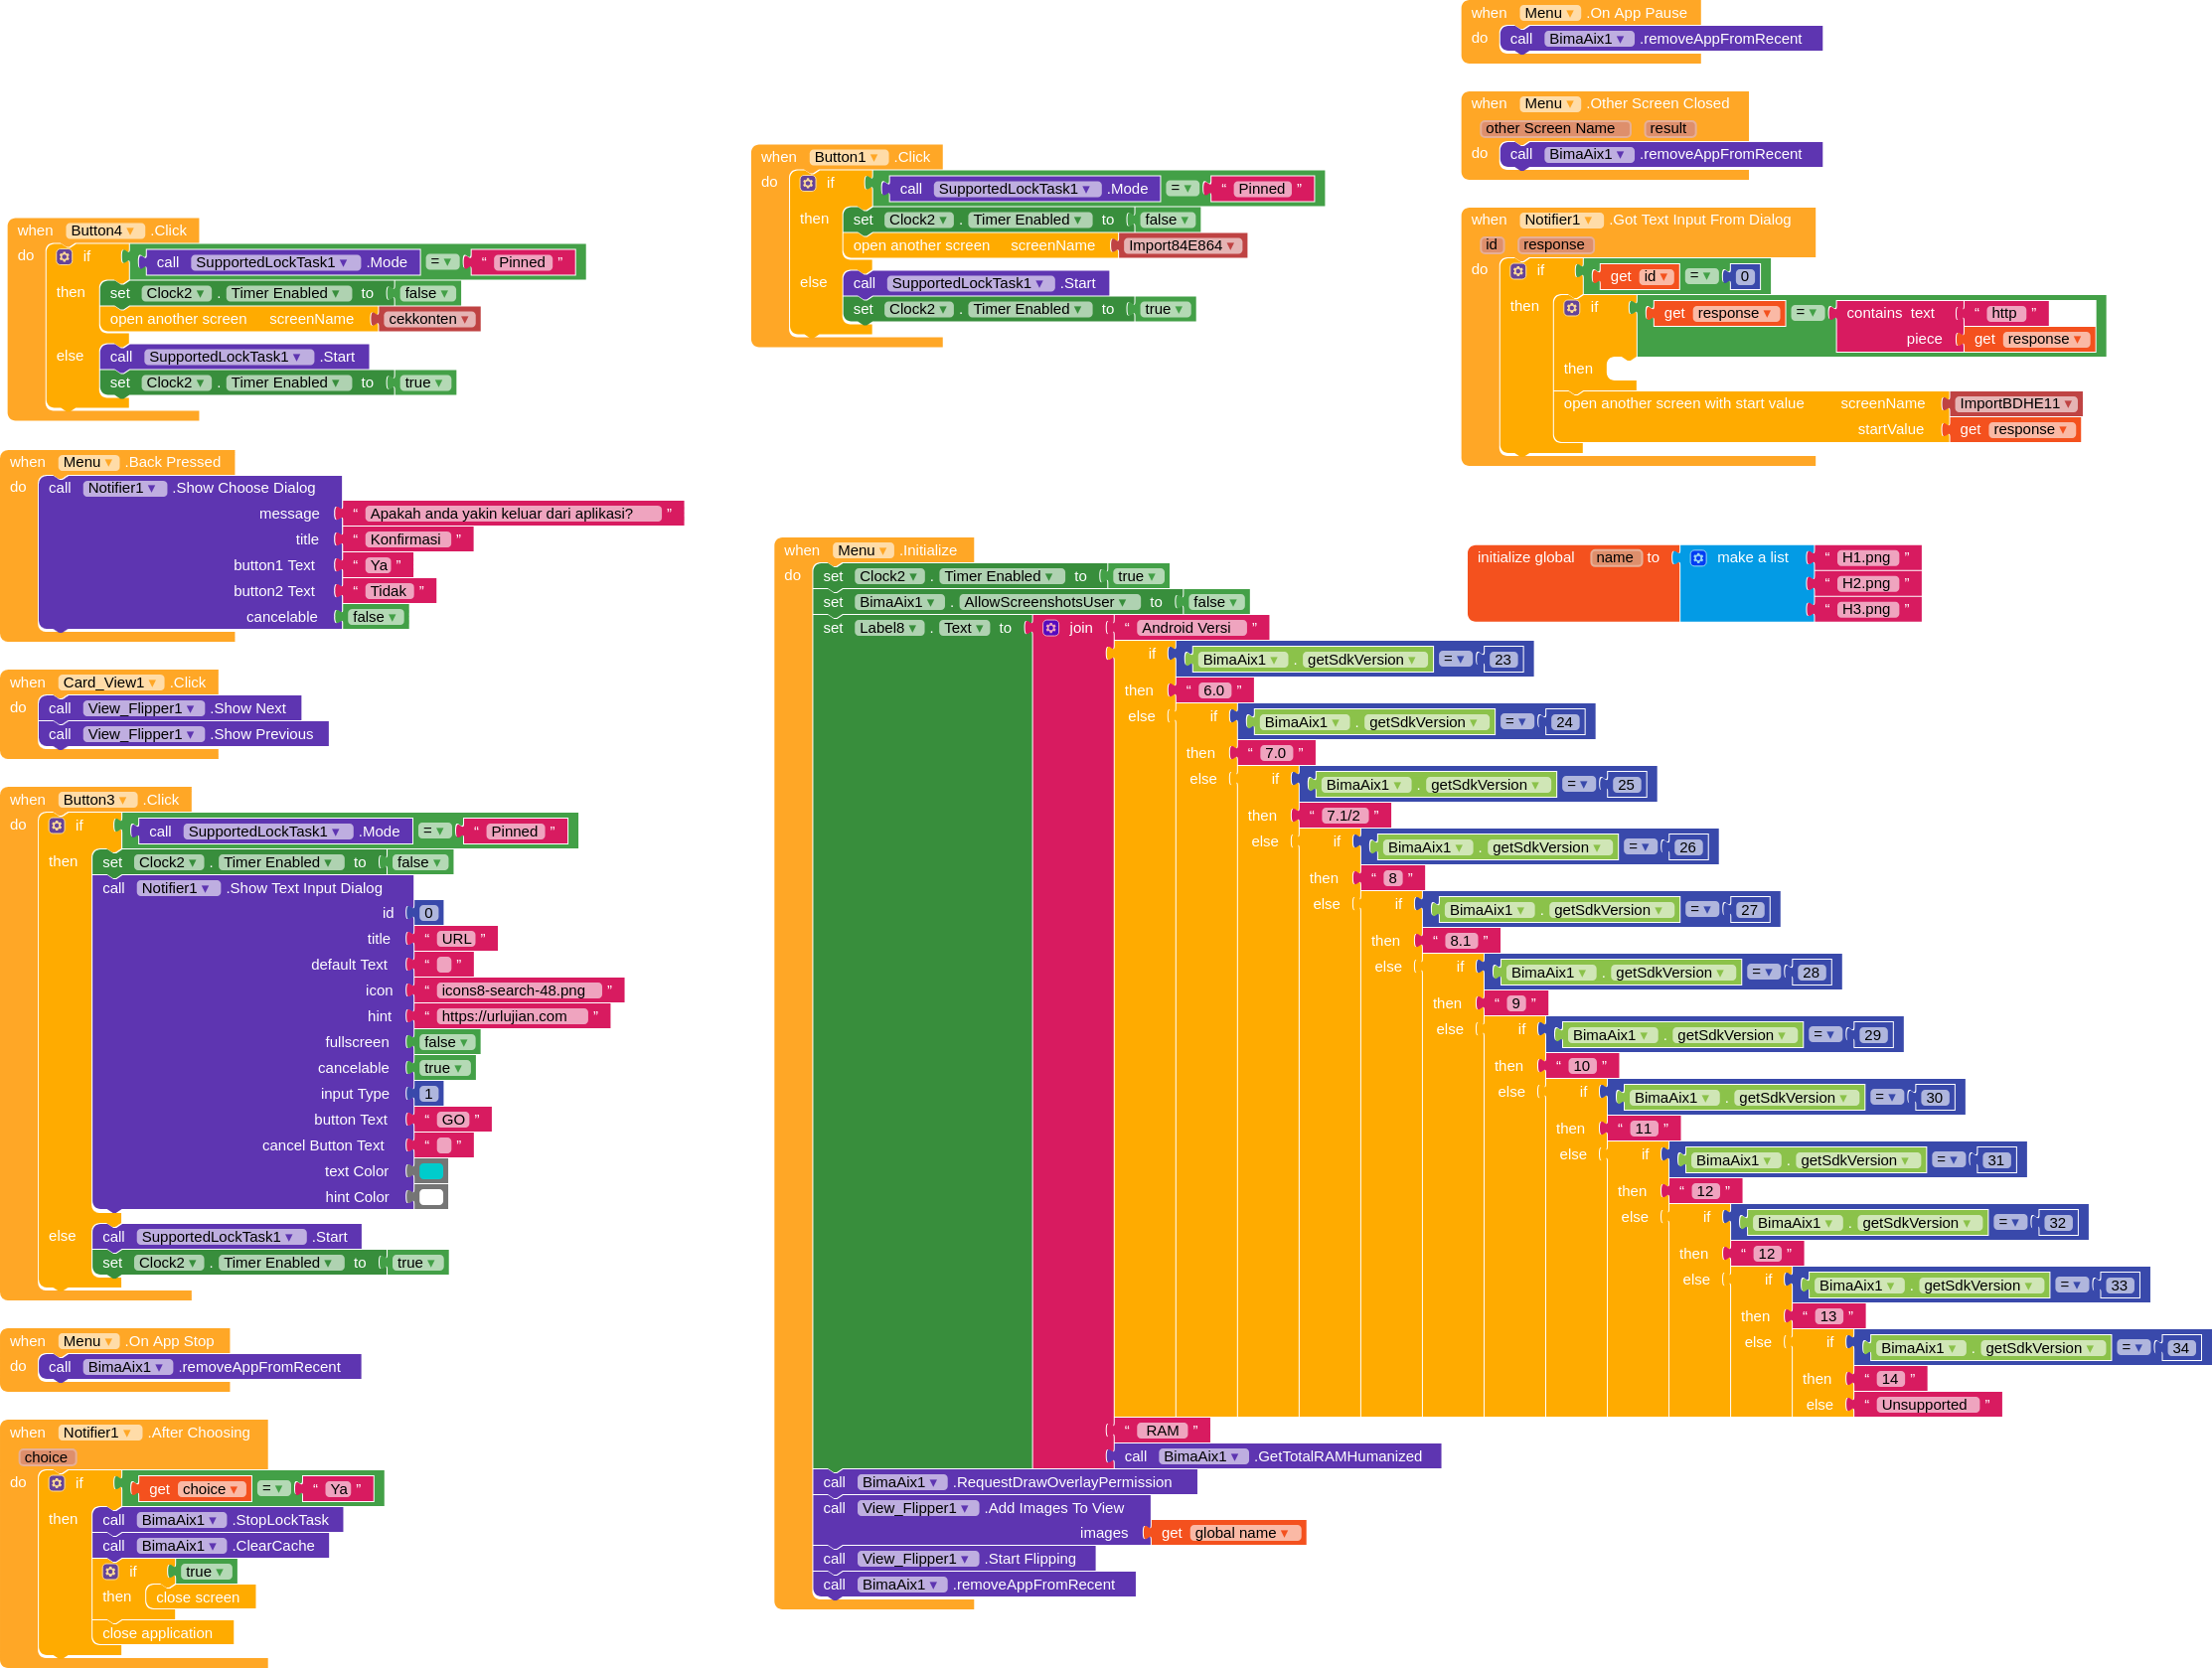 when Button4 .Click
do if call SupportedLockTask1 .Mode = “ Pinned ”
then set Clock2 . Timer Enabled to false
open another screen screenName cekkonten
else call SupportedLockTask1 .Start
set Clock2 . Timer Enabled to true
when Menu .Back Pressed
do call Notifier1 .Show Choose Dialog
message “ Apakah anda yakin keluar dari aplikasi? ”
title “ Konfirmasi ”
button1 Text “ Ya ”
button2 Text “ Tidak ”
cancelable false
when Card_View1 .Click
do call View_Flipper1 .Show Next
call View_Flipper1 .Show Previous
when Button3 .Click
do if call SupportedLockTask1 .Mode = “ Pinned ”
then set Clock2 . Timer Enabled to false
call Notifier1 .Show Text Input Dialog
id 0
title “ URL ”
default Text “ ”
icon “ icons8-search-48.png ”
hint “ https://urlujian.com ”
fullscreen false
cancelable true
input Type 1
button Text “ GO ”
cancel Button Text “ ”
text Color
hint Color
else call SupportedLockTask1 .Start
set Clock2 . Timer Enabled to true
when Menu .On App Stop
do call BimaAix1 .removeAppFromRecent
when Notifier1 .After Choosing
choice
do if get choice = “ Ya ”
then call BimaAix1 .StopLockTask
call BimaAix1 .ClearCache
if true
then close screen
close application
when Button1 .Click
do if call SupportedLockTask1 .Mode = “ Pinned ”
then set Clock2 . Timer Enabled to false
open another screen screenName Import84E864
else call SupportedLockTask1 .Start
set Clock2 . Timer Enabled to true
when Menu .Initialize
do set Clock2 . Timer Enabled to true
set BimaAix1 . AllowScreenshotsUser to false
set Label8 . Text to join “ Android Versi ”
if BimaAix1 . getSdkVersion = 23
then “ 6.0 ”
else if BimaAix1 . getSdkVersion = 24
then “ 7.0 ”
else if BimaAix1 . getSdkVersion = 25
then “ 7.1/2 ”
else if BimaAix1 . getSdkVersion = 26
then “ 8 ”
else if BimaAix1 . getSdkVersion = 27
then “ 8.1 ”
else if BimaAix1 . getSdkVersion = 28
then “ 9 ”
else if BimaAix1 . getSdkVersion = 29
then “ 10 ”
else if BimaAix1 . getSdkVersion = 30
then “ 11 ”
else if BimaAix1 . getSdkVersion = 31
then “ 12 ”
else if BimaAix1 . getSdkVersion = 32
then “ 12 ”
else if BimaAix1 . getSdkVersion = 33
then “ 13 ”
else if BimaAix1 . getSdkVersion = 34
then “ 14 ”
else “ Unsupported ”
“ RAM ”
call BimaAix1 .GetTotalRAMHumanized
call BimaAix1 .RequestDrawOverlayPermission
call View_Flipper1 .Add Images To View
images get global name
call View_Flipper1 .Start Flipping
call BimaAix1 .removeAppFromRecent
when Menu .On App Pause
do call BimaAix1 .removeAppFromRecent
when Menu .Other Screen Closed
other Screen Name result
do call BimaAix1 .removeAppFromRecent
when Notifier1 .Got Text Input From Dialog
id response
do if get id = 0
then if get response = contains text “ http ”
piece get response
then
open another screen with start value screenName ImportBDHE11
startValue get response
initialize global name to make a list “ H1.png ”
“ H2.png ”
“ H3.png ”